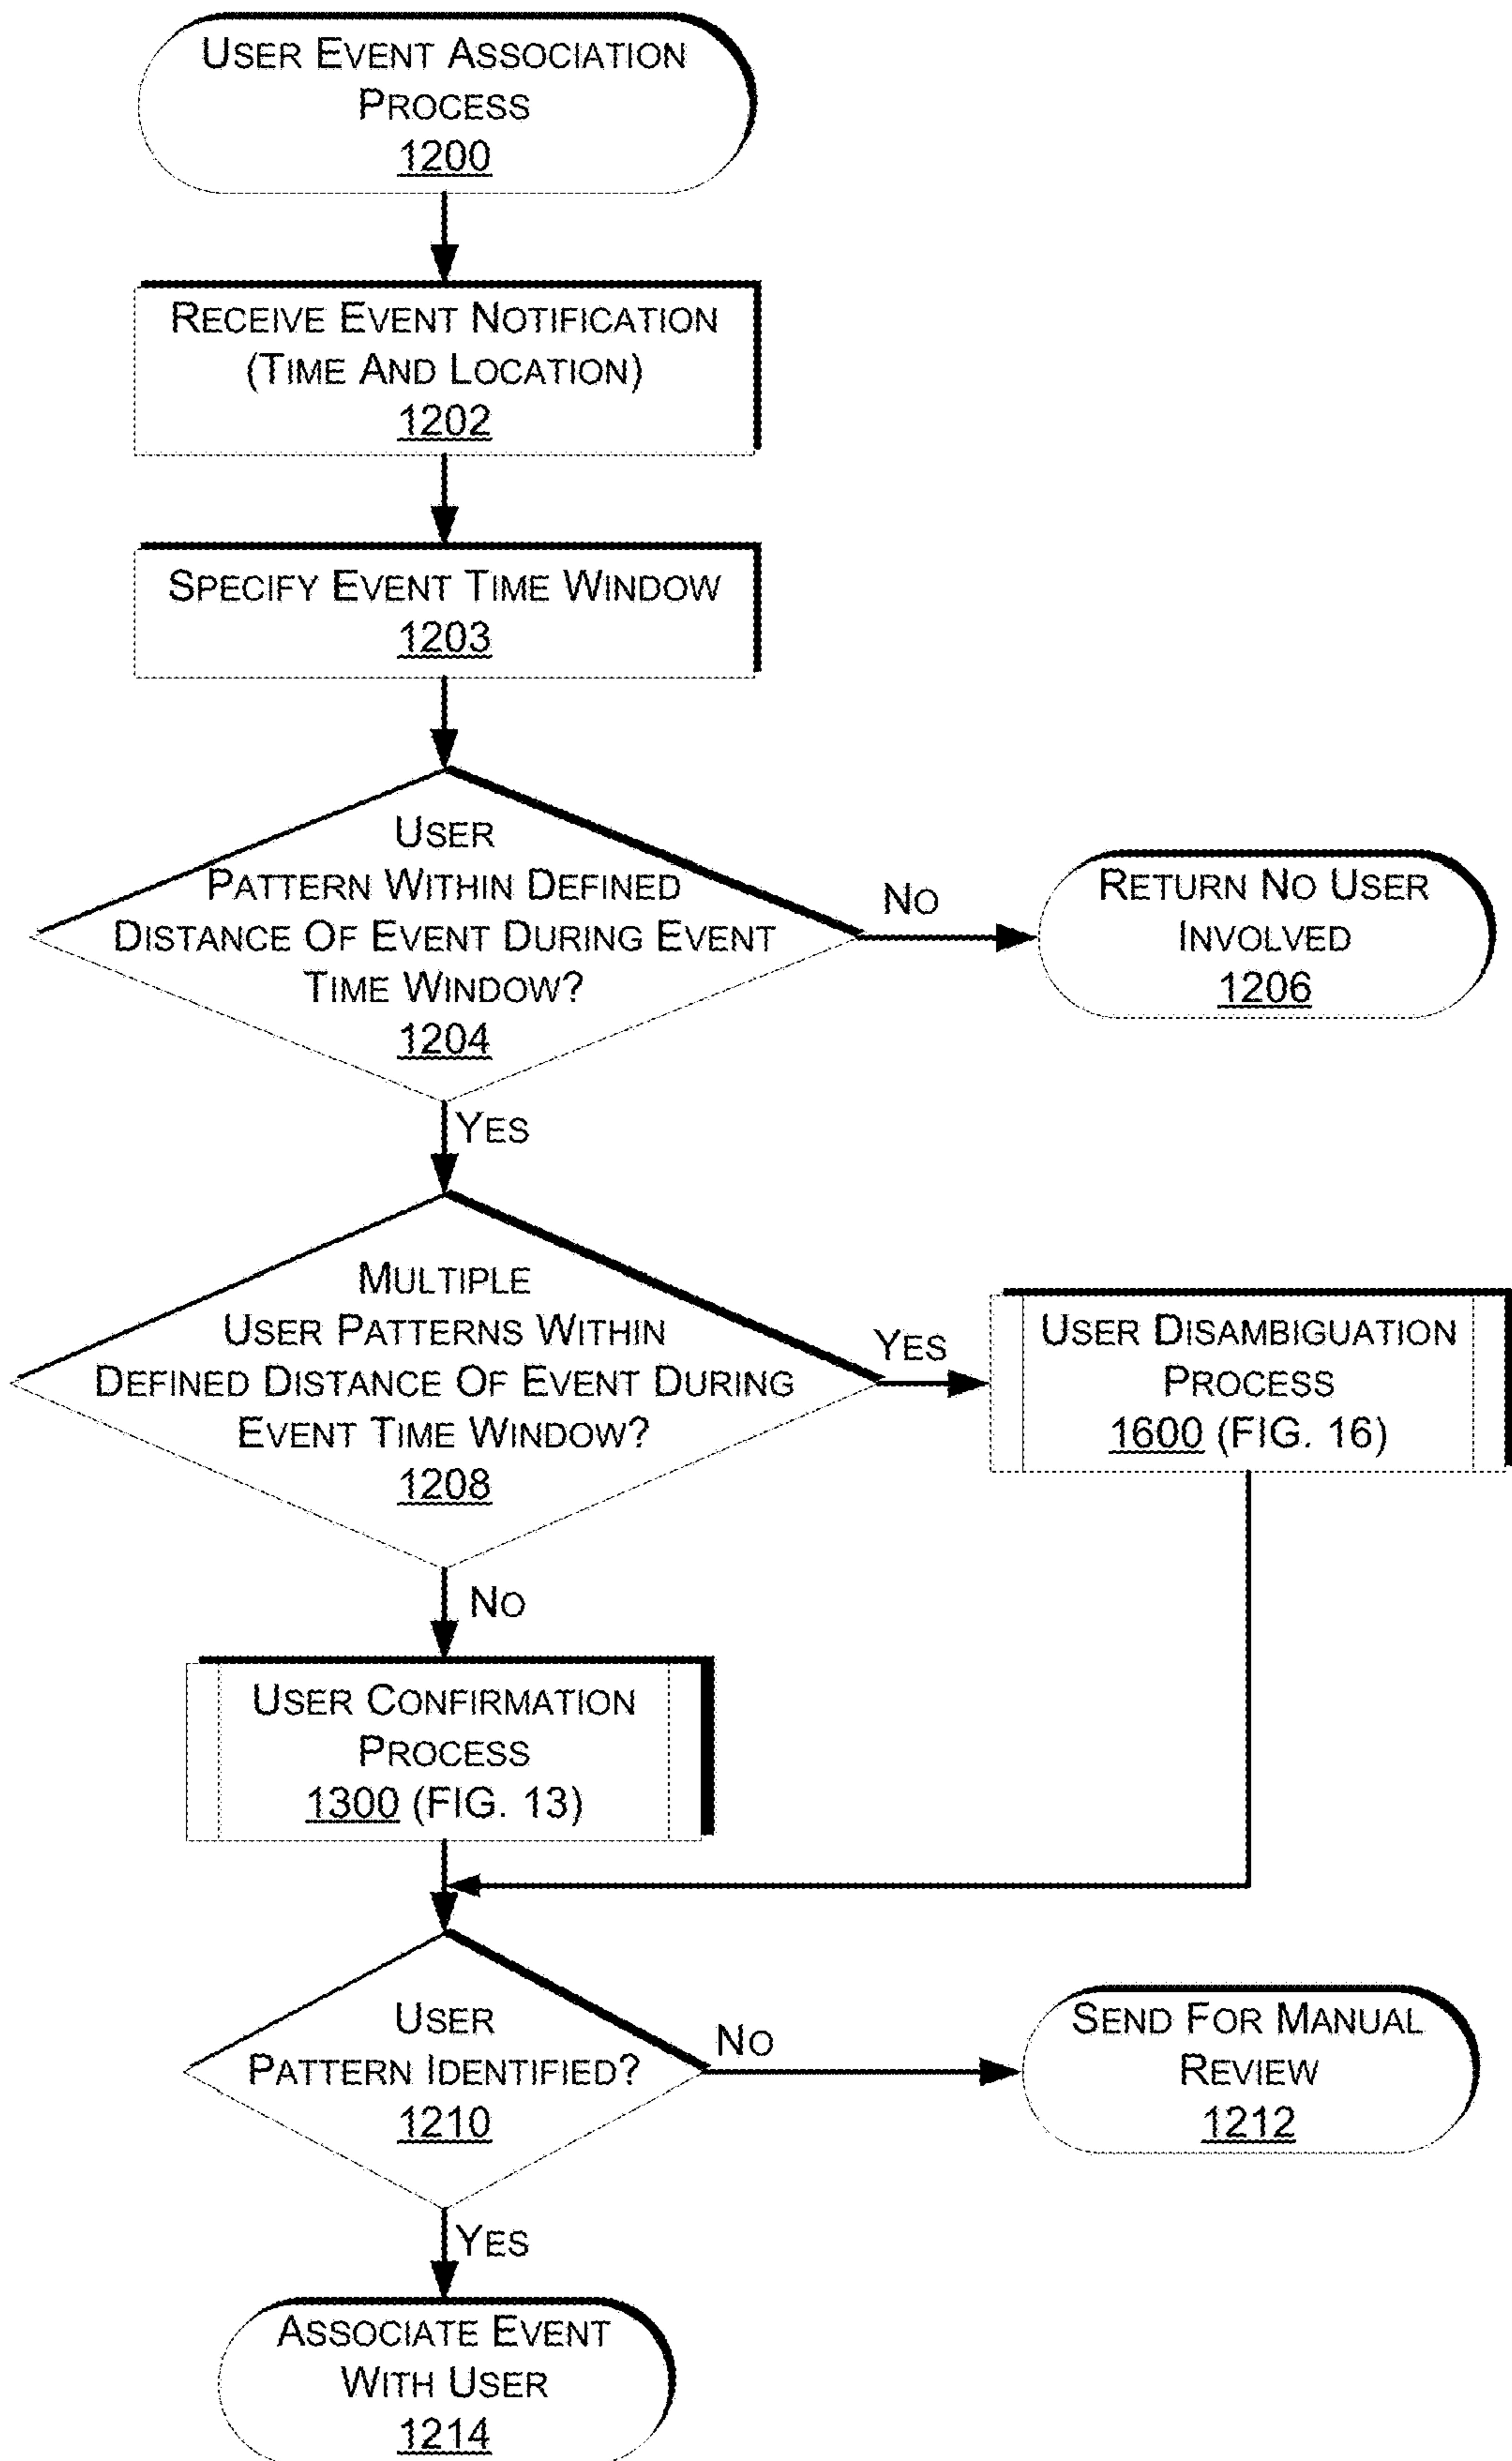 USER EVENT ASSOCIATION
PROCESS
1200
RECEIVE EVENT NOTIFICATION
(TIME AND LOCATION)
1202
SPECIFY EVENT TIME WINDOW
1203
USER
PATTERN WITHIN DEFINED
DISTANCE OF EVENT DURING EVENT
TIME WINDOW?
1204
NO
RETURN NO USER
INVOLVED
1206
YES
MULTIPLE
USER PATTERNS WITHIN
DEFINED DISTANCE OF EVENT DURING
EVENT TIME WINDOW?
1208
YES
USER DISAMBIGUATION
PROCESS
1600 (FIG. 16)
NO
USER CONFIRMATION
PROCESS
1300 (FIG. 13)
USER
PATTERN IDENTIFIED?
1210
NO
SEND FOR MANUAL
REVIEW
1212
YES
ASSOCIATE EVENT
WITH USER
1214